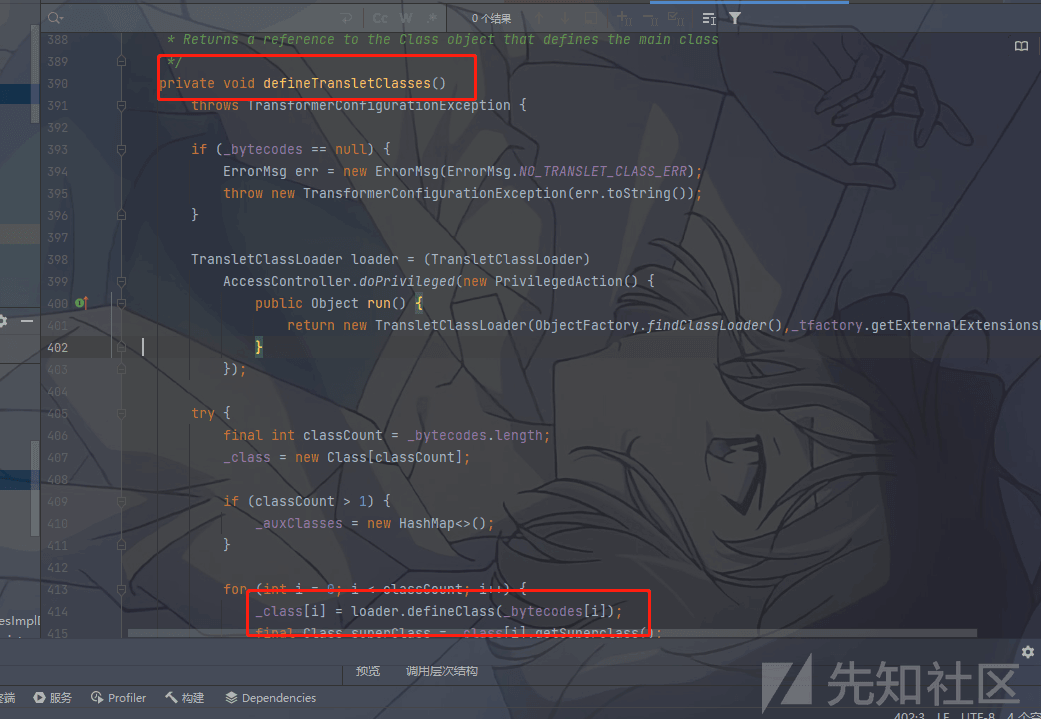 Cc W .* 0 个结果
388 * Returns a reference to the Class object that defines the main class
389 */
390 private void defineTransletClasses()
391 throws TransformerConfigurationException {
392
393 if (_bytecodes == null) {
394 ErrorMsg err = new ErrorMsg(ErrorMsg.NO_TRANSLET_CLASS_ERR);
395 throw new TransformerConfigurationException(err.toString());
396 }
397
398 TransletClassLoader loader = (TransletClassLoader)
399 AccessController.doPrivileged(new PrivilegedAction() {
400 public Object run() {
401 return new TransletClassLoader(ObjectFactory.findClassLoader(),_tfactory.getExternalExtensions
402 }
403 });
404
405 try {
406 final int classCount = _bytecodes.length;
407 _class = new Class[classCount];
408
409 if (classCount > 1) {
410 _auxClasses = new HashMap<>();
411 }
412
413 for (int i = 0; i < classCount; i++) {
414 _class[i] = loader.defineClass(_bytecodes[i]);
415 final Class superClass = _class[i].getSuperclass();
esImpl
预览 调用层次结构
终端 服务 Profiler 构建 Dependencies
先知社区
402:3 LF UTF-8 4 个空